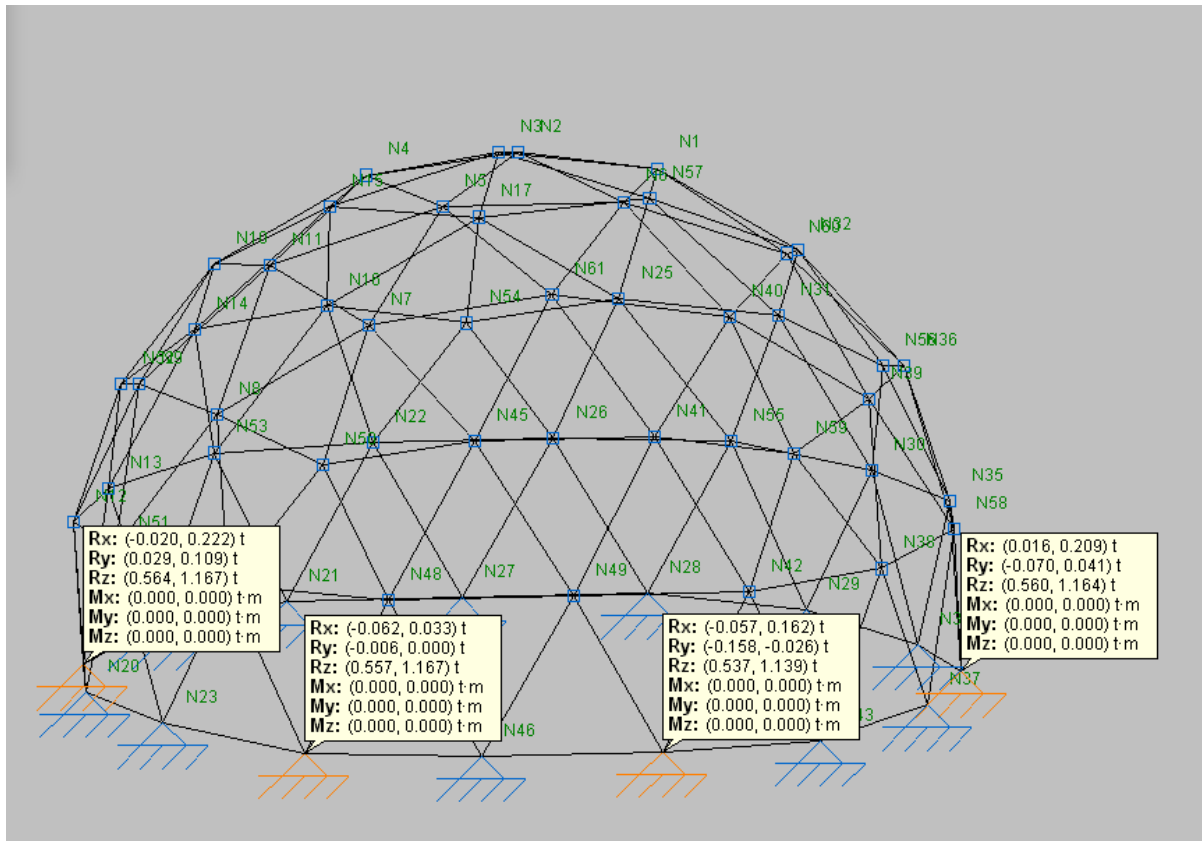 N3 N2
N4
N1
N5
N57
N17
N32
N10
N11
N61
N25
N16
N7
N54
N40
N31
N14
N36
N8
N22
N45
N26
N41
N55
N59
N53
N30
N13
N35
N58
N12
N51
N38
N21
N48
N27
N49
N28
N42
N29
N20
N23
N46
N37
Rx: (-0.020, 0.222) t
Ry: (0.029, 0.109) t
Rz: (0.564, 1.167) t
Mx: (0.000, 0.000) t·m
My: (0.000, 0.000) t·m
Mz: (0.000, 0.000) t·m
Rx: (-0.062, 0.033) t
Ry: (-0.006, 0.000) t
Rz: (0.557, 1.167) t
Mx: (0.000, 0.000) t·m
My: (0.000, 0.000) t·m
Mz: (0.000, 0.000) t·m
Rx: (-0.057, 0.162) t
Ry: (-0.158, -0.026) t
Rz: (0.537, 1.139) t
Mx: (0.000, 0.000) t·m
My: (0.000, 0.000) t·m
Mz: (0.000, 0.000) t·m
Rx: (0.016, 0.209) t
Ry: (-0.070, 0.041) t
Rz: (0.560, 1.164) t
Mx: (0.000, 0.000) t·m
My: (0.000, 0.000) t·m
Mz: (0.000, 0.000) t·m